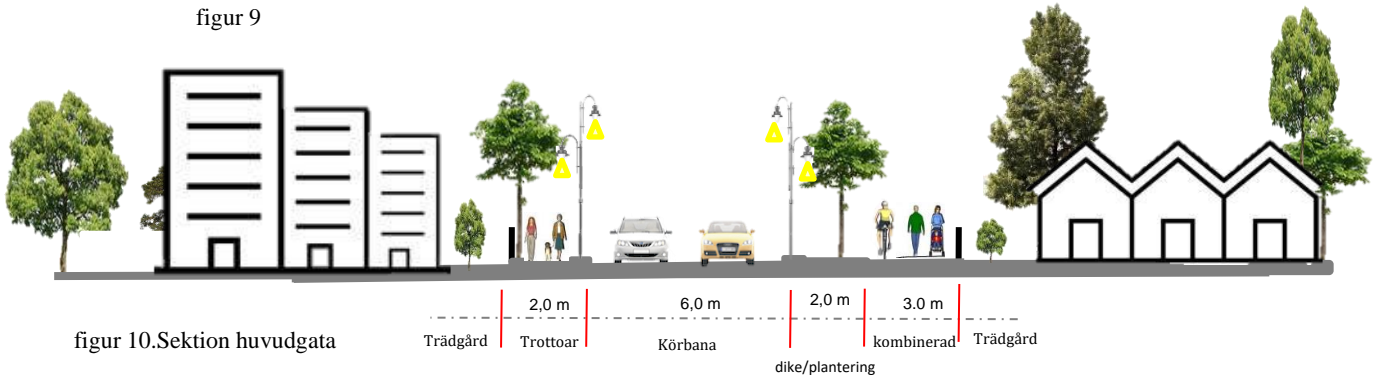 figur 9
2,0 m 6,0 m 2,0 m 3.0 m
figur 10.Sektion huvudgata Trädgård Trottoar Körbana kombinerad Trädgård
dike/plantering